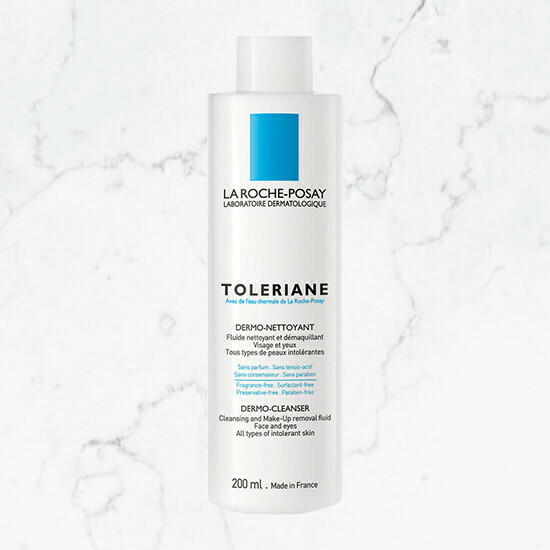 LA ROCHE-POSAY
LABORATOIRE DERMATOLOGIQUE
TOLERIANE
Avec de l'eau thermale de La Roche-Posay
DERMO-NETTOYANT
Fluide nettoyant et démaquillant
Visage et yeux
Tous types de peaux intolérantes
Sans parfum . Sans tensio-actif
Sans conservateur . Sans paraben
Fragrance-free . Surfactant-free
Preservative-free . Paraben-free
DERMO-CLEANSER
Cleansing and Make-Up removal fluid
Face and eyes
All types of intolerant skin
200 ml . Made in France